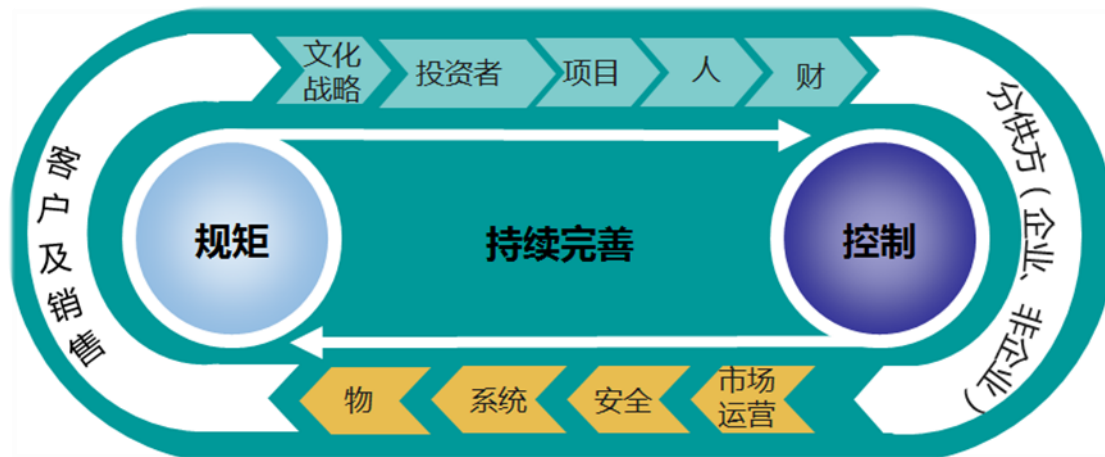 文化
战略
投资者
项目
人
财
客户及销售
规矩
持续完善
控制
分供方（企业、非企业）
物
系统
安全
市场
运营